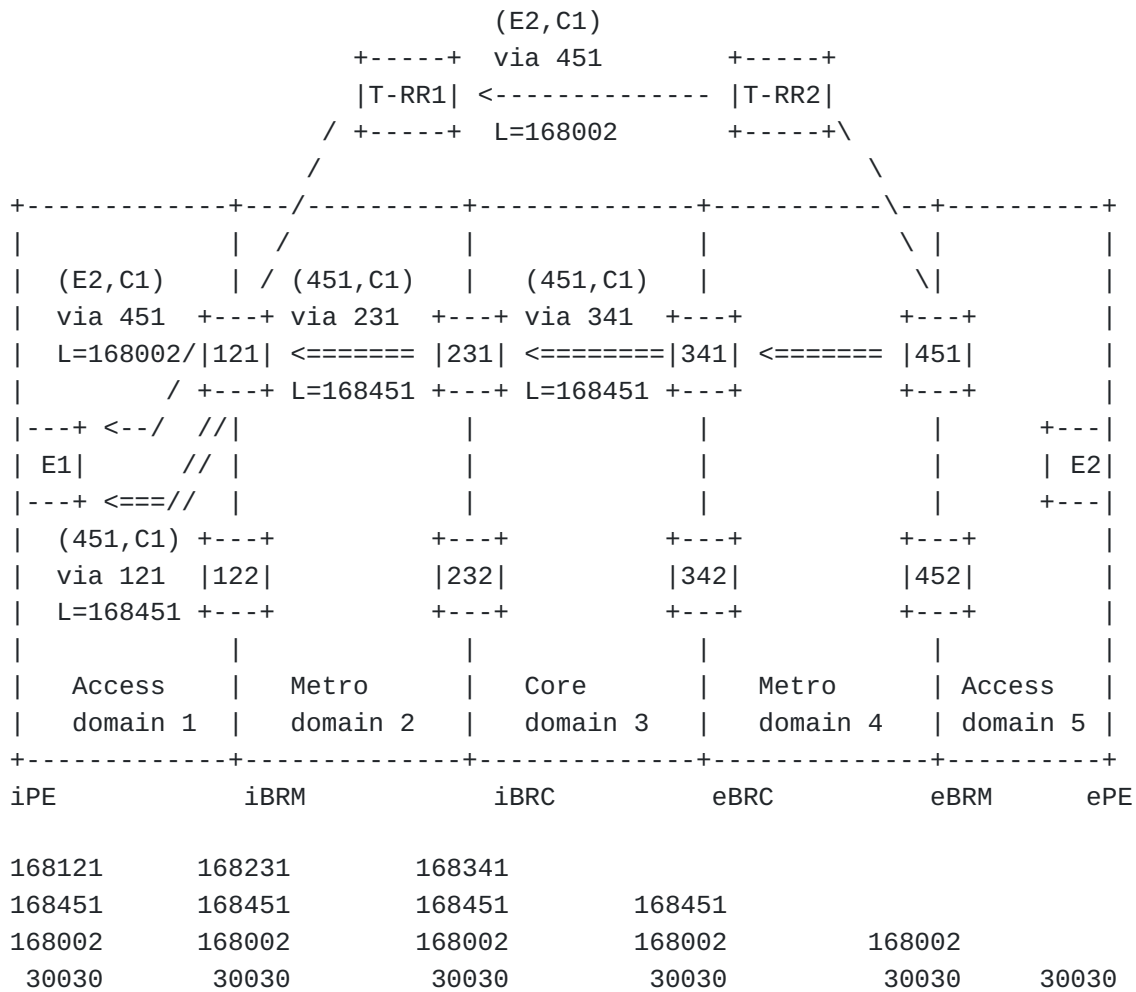 (E2,C1)
                      +-----+  via 451        +-----+
                      |T-RR1| <-------------- |T-RR2|
                    / +-----+  L=168002       +-----+\
                   /                                   \
+-------------+---/----------+--------------+-----------\--+----------+
|             |  /           |              |            \ |          |
|  (E2,C1)    | / (451,C1)   |   (451,C1)   |             \|          |
|  via 451  +---+ via 231  +---+ via 341  +---+          +---+        |
|  L=168002/|121| <======= |231| <========|341| <======= |451|        |
|         / +---+ L=168451 +---+ L=168451 +---+          +---+        |
|---+ <--/  //|              |              |              |      +---|
| E1|      // |              |              |              |      | E2|
|---+ <===//  |              |              |              |      +---|
|  (451,C1) +---+          +---+          +---+          +---+        |
|  via 121  |122|          |232|          |342|          |452|        |
|  L=168451 +---+          +---+          +---+          +---+        |
|             |              |              |              |          |
|   Access    |   Metro      |   Core       |   Metro      | Access   |
|   domain 1  |   domain 2   |   domain 3   |   domain 4   | domain 5 |
+-------------+--------------+--------------+--------------+----------+
iPE            iBRM            iBRC          eBRC          eBRM      ePE

168121      168231        168341
168451      168451        168451        168451
168002      168002        168002        168002         168002
 30030       30030         30030         30030          30030     30030